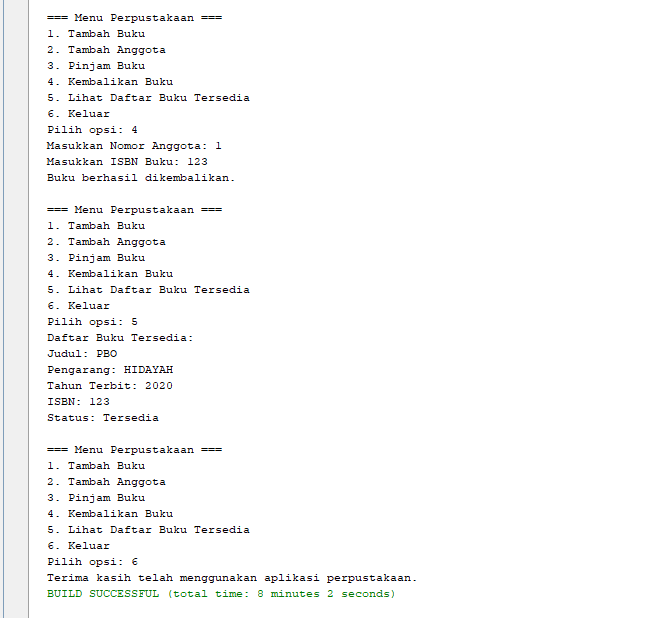 === Menu Perpustakaan ===
1. Tambah Buku
2. Tambah Anggota
3. Pinjam Buku
4. Kembalikan Buku
5. Lihat Daftar Buku Tersedia
6. Keluar
Pilih opsi: 4
Masukkan Nomor Anggota: 1
Masukkan ISBN Buku: 123
Buku berhasil dikembalikan.

=== Menu Perpustakaan ===
1. Tambah Buku
2. Tambah Anggota
3. Pinjam Buku
4. Kembalikan Buku
5. Lihat Daftar Buku Tersedia
6. Keluar
Pilih opsi: 5
Daftar Buku Tersedia:
Judul: PBO
Pengarang: HIDAYAH
Tahun Terbit: 2020
ISBN: 123
Status: Tersedia

=== Menu Perpustakaan ===
1. Tambah Buku
2. Tambah Anggota
3. Pinjam Buku
4. Kembalikan Buku
5. Lihat Daftar Buku Tersedia
6. Keluar
Pilih opsi: 6
Terima kasih telah menggunakan aplikasi perpustakaan.
BUILD SUCCESSFUL (total time: 8 minutes 2 seconds)